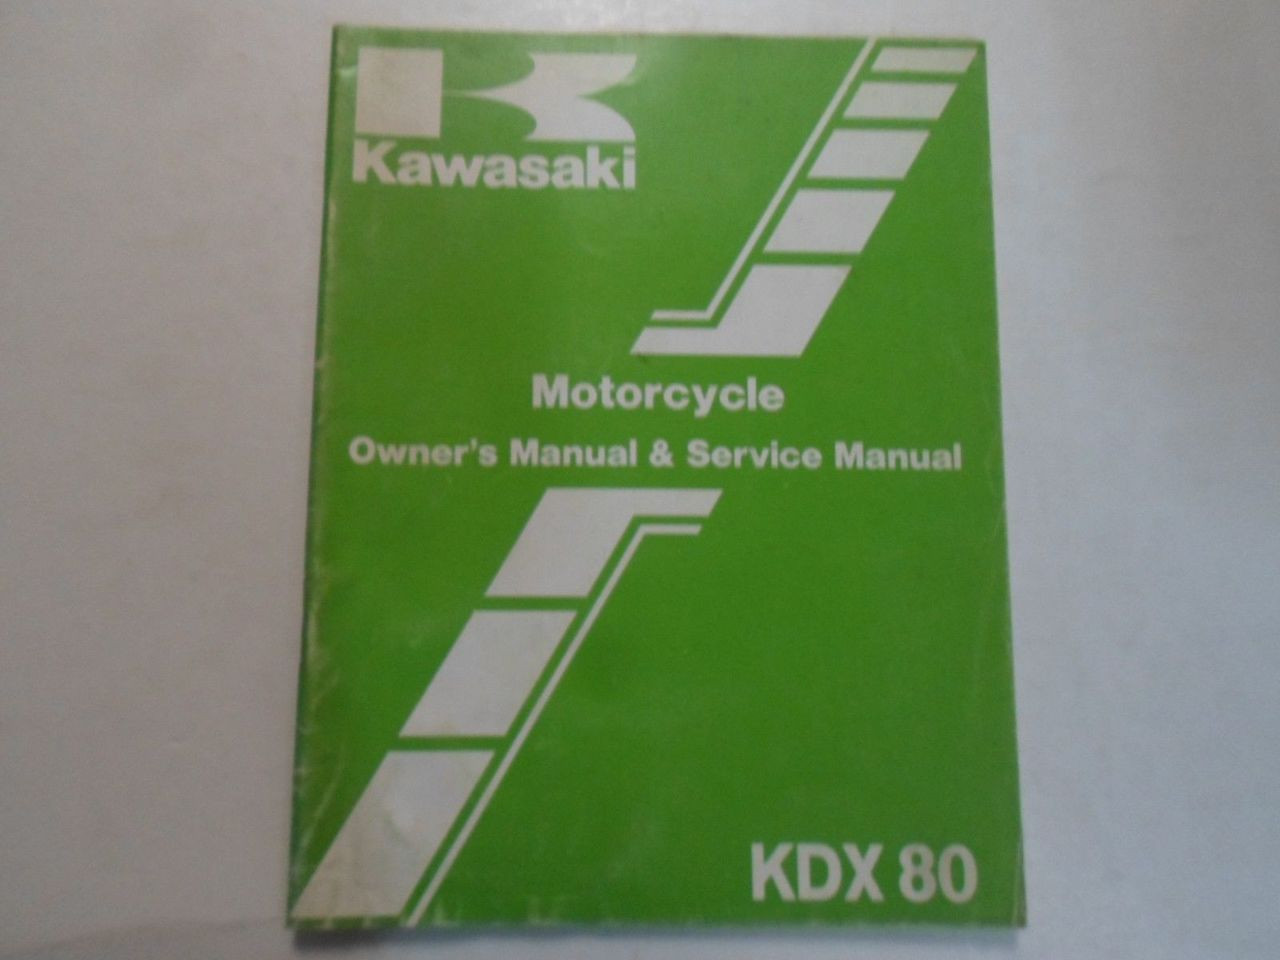 Kawasaki
Motorcycle
Owner's Manual & Service Manual
KDX 80